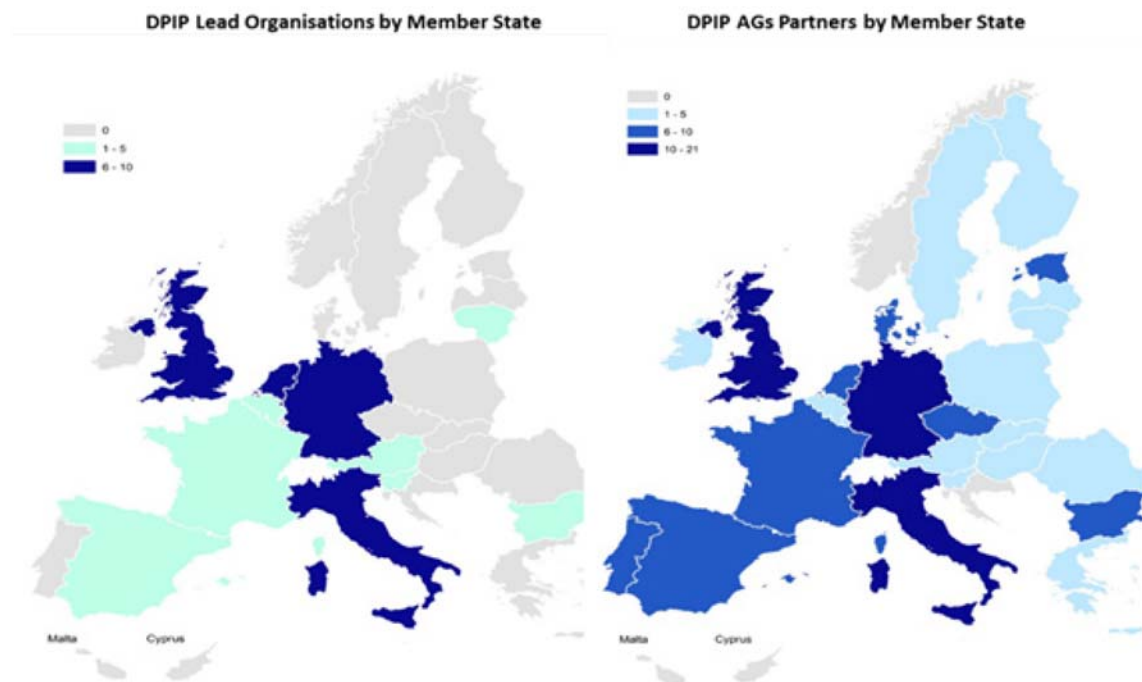 DPIP Lead Organisations by Member State
0
1 - 5
6 - 10
Malta Cyprus
DPIP AGs Partners by Member State
0
1 - 5
6 - 10
10 - 21
Malta Cyprus